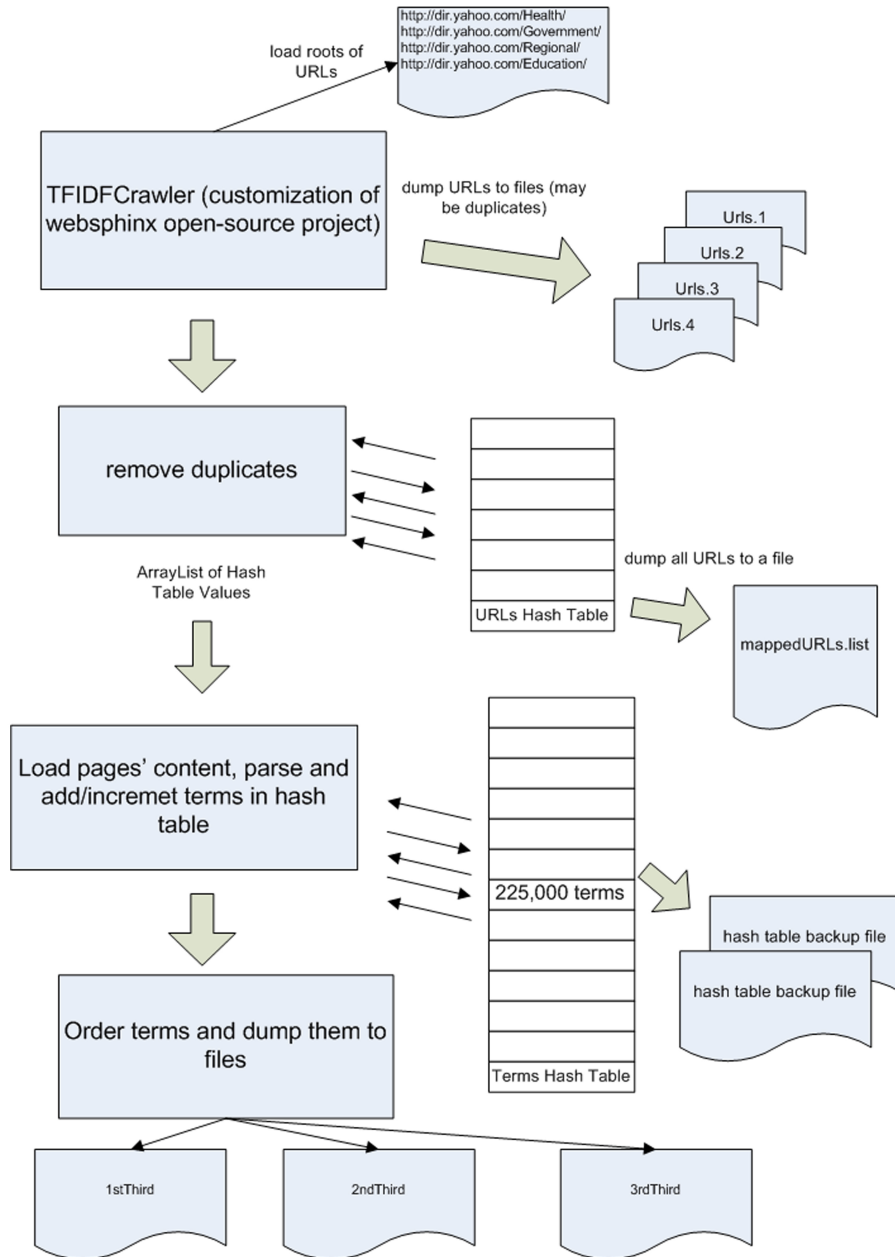 http://dir.yahoo.com/Health/
http://dir.yahoo.com/Government/
http://dir.yahoo.com/Regional/
http://dir.yahoo.com/Education/
load roots of
URLs
TFIDFCrawler (customization of
websphinx open-source project)
dump URLs to files (may
be duplicates)
Urls.1
Urls.2
Urls.3
Urls.4
remove duplicates
ArrayList of Hash
Table Values
URLs Hash Table
dump all URLs to a file
mappedURLs.list
Load pages’ content, parse and
add/incremet terms in hash
table
225,000 terms
hash table backup file
hash table backup file
Order terms and dump them to
files
Terms Hash Table
1stThird
2ndThird
3rdThird